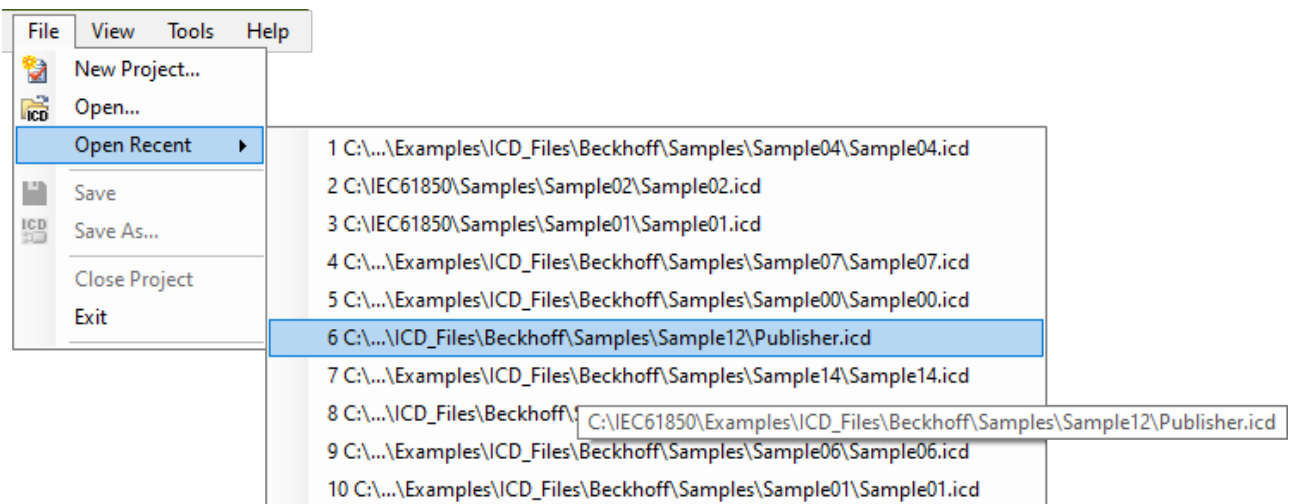 File View Tools Help
New Project...
Open...
Open Recent
Save
Save As...
Close Project
Exit
1 C:\...\Examples\ICD_Files\Beckhoff\Samples\Sample04\Sample04.icd
2 C:\IEC61850\Samples\Sample02\Sample02.icd
3 C:\IEC61850\Samples\Sample01\Sample01.icd
4 C:\...\Examples\ICD_Files\Beckhoff\Samples\Sample07\Sample07.icd
5 C:\...\Examples\ICD_Files\Beckhoff\Samples\Sample00\Sample00.icd
6 C:\...\ICD_Files\Beckhoff\Samples\Sample12\Publisher.icd
7 C:\...\Examples\ICD_Files\Beckhoff\Samples\Sample14\Sample14.icd
8 C:\...\ICD_Files\Beckhoff\
C:\IEC61850\Examples\ICD_Files\Beckhoff\Samples\Sample12\Publisher.icd
9 C:\...\Examples\ICD_Files\Beckhoff\Samples\Sample06\Sample06.icd
10 C:\...\Examples\ICD_Files\Beckhoff\Samples\Sample01\Sample01.icd